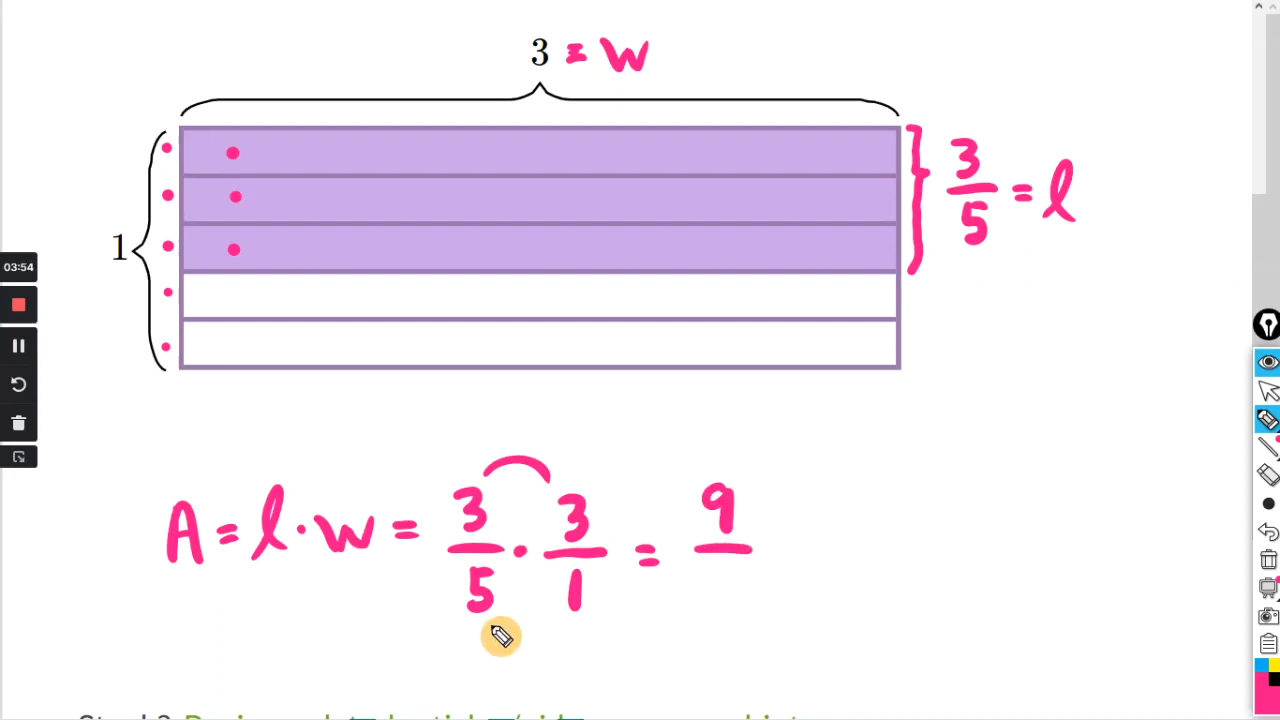 3 = w
1
3/5 = l
03:54
A = l · w = 3/5 · 3/1 = 9/